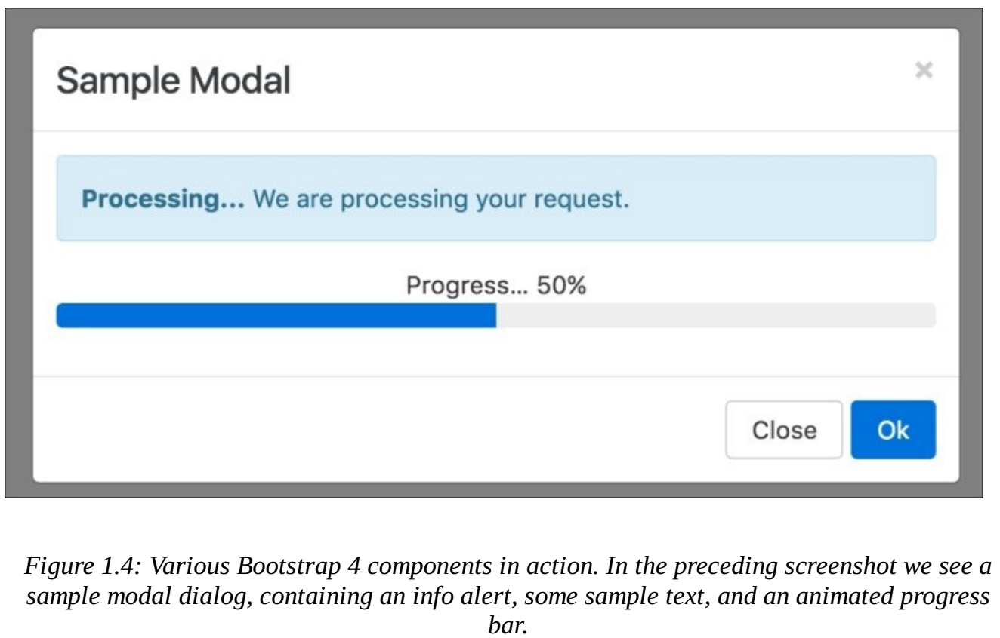 Sample Modal ×
Processing... We are processing your request.
Progress... 50%
Close Ok
Figure 1.4: Various Bootstrap 4 components in action. In the preceding screenshot we see a
sample modal dialog, containing an info alert, some sample text, and an animated progress
bar.